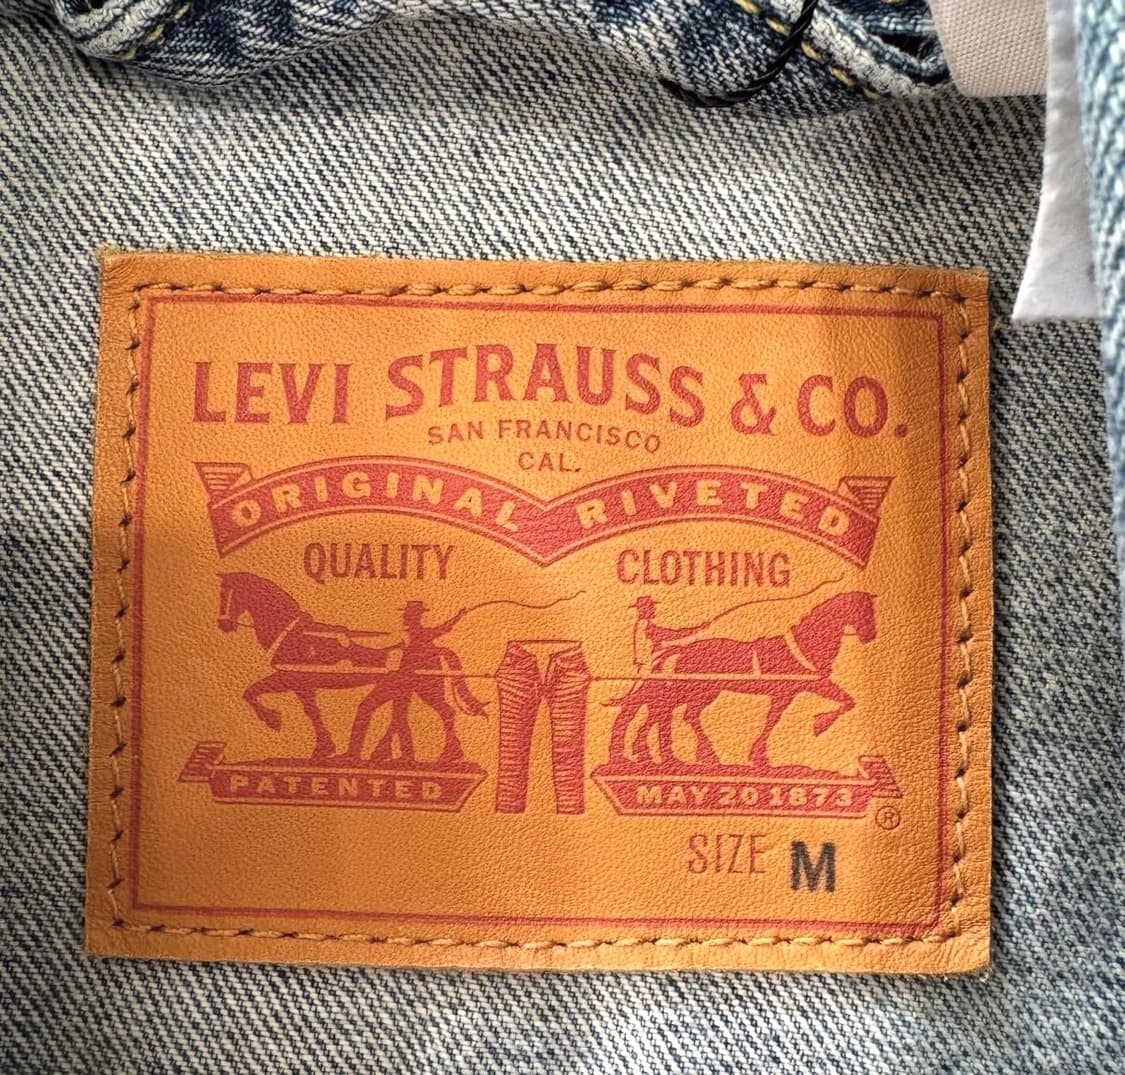 LEVI STRAUSS & CO.
SAN FRANCISCO
CAL.
ORIGINAL RIVETED
QUALITY CLOTHING
PATENTED MAY 20 1873
®
SIZE M